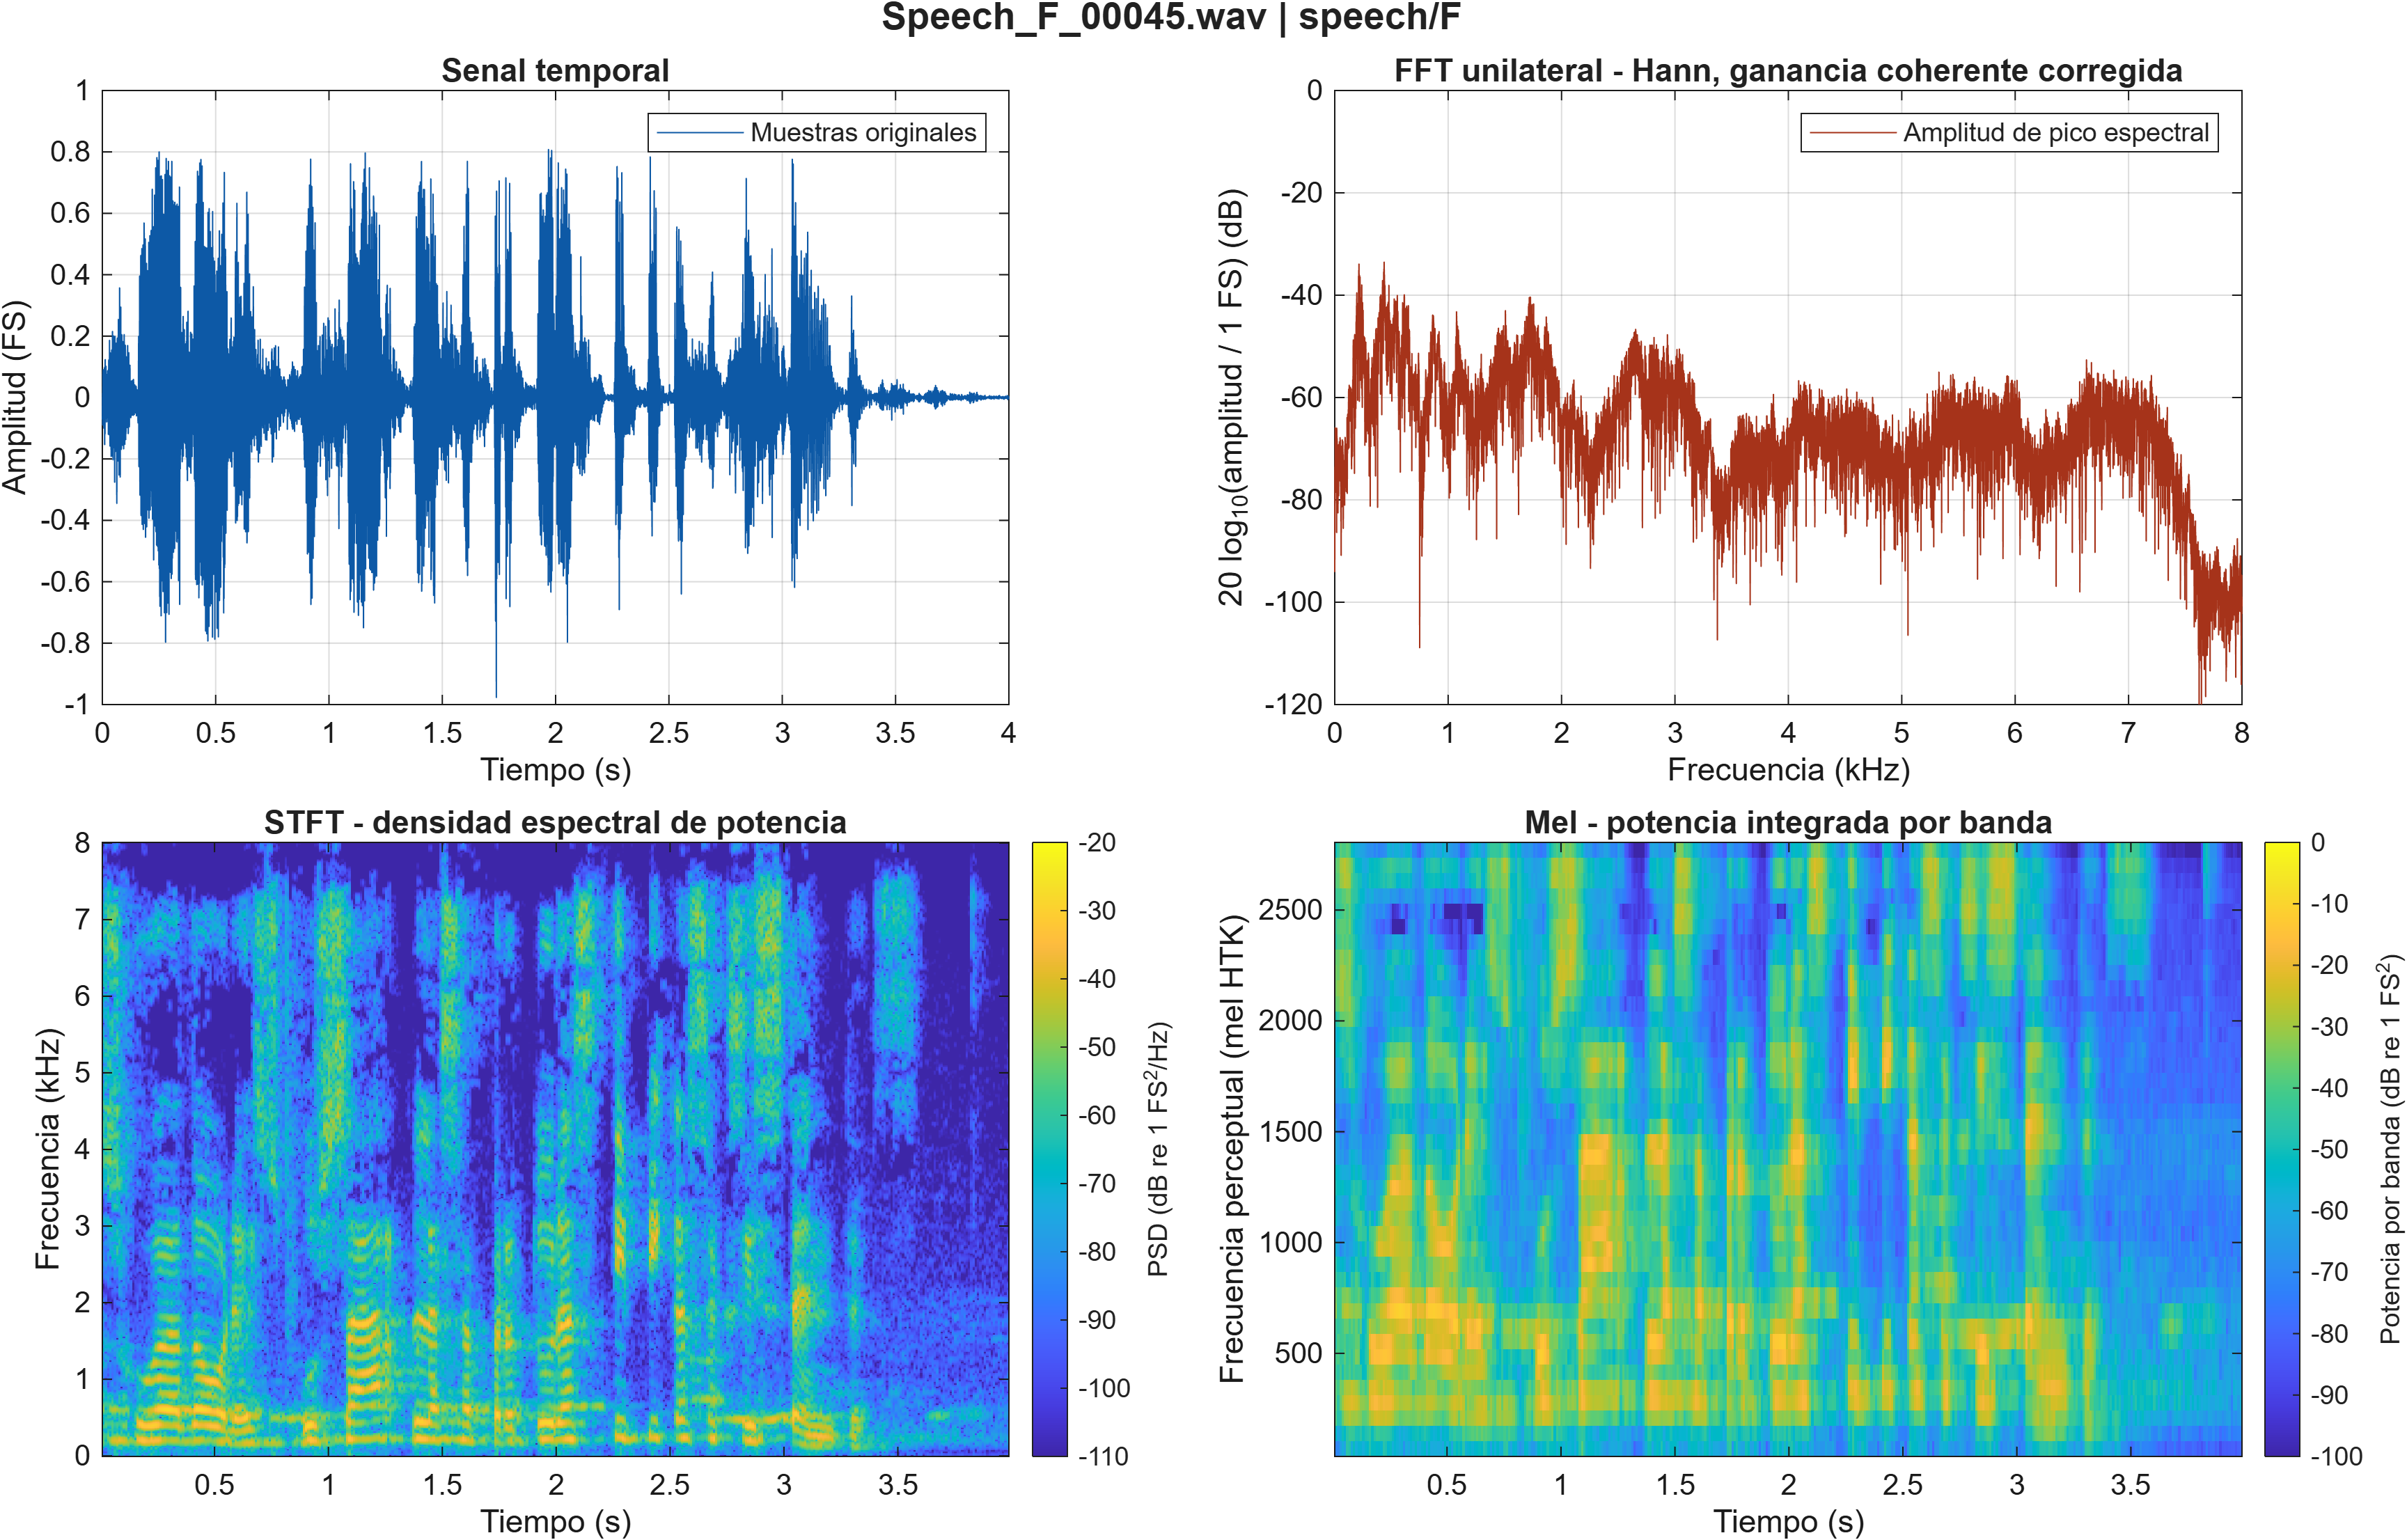 Speech_F_00045.wav | speech/F
Senal temporal
Muestras originales
1
0.8
0.6
0.4
0.2
0
-0.2
-0.4
-0.6
-0.8
-1
Amplitud (FS)
0 0.5 1 1.5 2 2.5 3 3.5 4
Tiempo (s)
FFT unilateral - Hann, ganancia coherente corregida
Amplitud de pico espectral
0
-20
-40
-60
-80
-100
-120
20 log10(amplitud / 1 FS) (dB)
0 1 2 3 4 5 6 7 8
Frecuencia (kHz)
STFT - densidad espectral de potencia
8
7
6
5
4
3
2
1
0
Frecuencia (kHz)
0.5 1 1.5 2 2.5 3 3.5
Tiempo (s)
-20
-30
-40
-50
-60
-70
-80
-90
-100
-110
PSD (dB re 1 FS²/Hz)
Mel - potencia integrada por banda
2500
2000
1500
1000
500
Frecuencia perceptual (mel HTK)
0.5 1 1.5 2 2.5 3 3.5
Tiempo (s)
0
-10
-20
-30
-40
-50
-60
-70
-80
-90
-100
Potencia por banda (dB re 1 FS²)